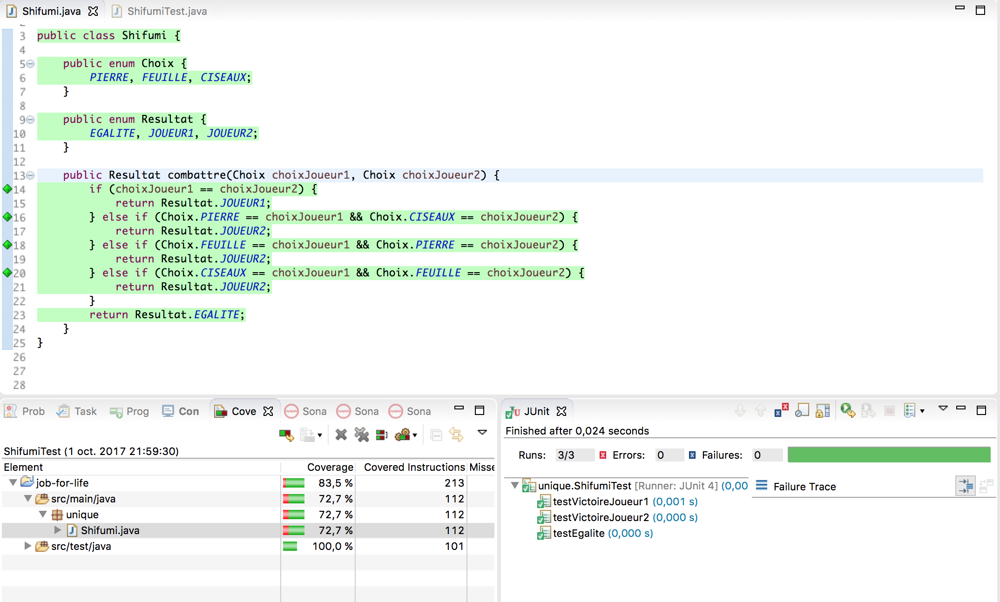 Shifumi.java
ShifumiTest.java
2
3 public class Shifumi {
4
5 public enum Choix {
6 PIERRE, FEUILLE, CISEAUX;
7 }
8
9 public enum Resultat {
10 EGALITE, JOUEUR1, JOUEUR2;
11 }
12
13 public Resultat combattre(Choix choixJoueur1, Choix choixJoueur2) {
14 if (choixJoueur1 == choixJoueur2) {
15 return Resultat.JOUEUR1;
16 } else if (Choix.PIERRE == choixJoueur1 && Choix.CISEAUX == choixJoueur2) {
17 return Resultat.JOUEUR2;
18 } else if (Choix.FEUILLE == choixJoueur1 && Choix.PIERRE == choixJoueur2) {
19 return Resultat.JOUEUR2;
20 } else if (Choix.CISEAUX == choixJoueur1 && Choix.FEUILLE == choixJoueur2) {
21 return Resultat.JOUEUR2;
22 }
23 return Resultat.EGALITE;
24 }
25 }
26
27
28
Prob Task Prog Con Cove Sona Sona Sona
ShifumiTest (1 oct. 2017 21:59:30)
Element Coverage Covered Instructions Misse
job-for-life 83,5 % 213
src/main/java 72,7 % 112
unique 72,7 % 112
Shifumi.java 72,7 % 112
src/test/java 100,0 % 101
JUnit
Finished after 0,024 seconds
Runs: 3/3 Errors: 0 Failures: 0
unique.ShifumiTest [Runner: JUnit 4] (0,00
testVictoireJoueur1 (0,001 s)
testVictoireJoueur2 (0,000 s)
testEgalite (0,000 s)
Failure Trace